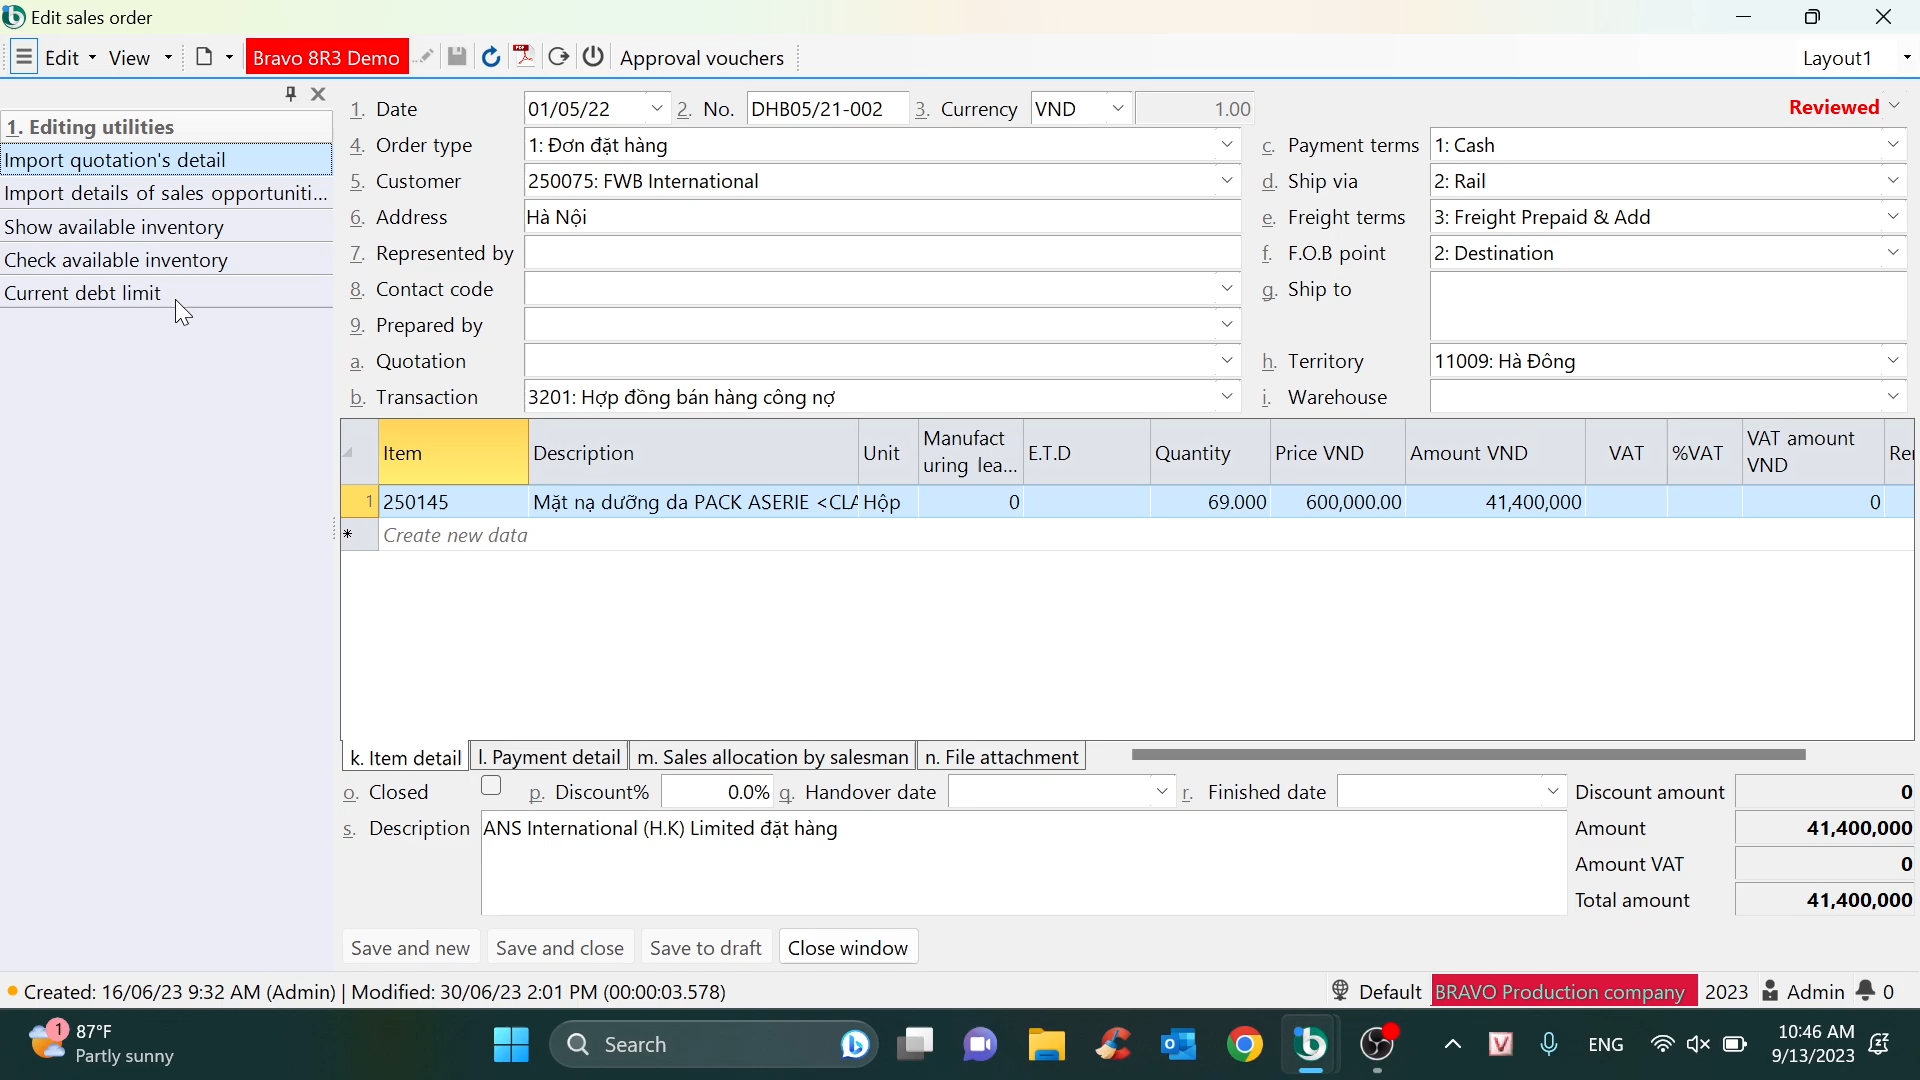 Edit sales order
Edit View Bravo 8R3 Demo Approval vouchers Layout1
1. Editing utilities
Import quotation's detail
Import details of sales opportuniti...
Show available inventory
Check available inventory
Current debt limit
1. Date 01/05/22 2. No. DHB05/21-002 3. Currency VND 1.00 Reviewed
4. Order type 1: Đơn đặt hàng c. Payment terms 1: Cash
5. Customer 250075: FWB International d. Ship via 2: Rail
6. Address Hà Nội e. Freight terms 3: Freight Prepaid & Add
7. Represented by f. F.O.B point 2: Destination
8. Contact code g. Ship to
9. Prepared by
a. Quotation h. Territory 11009: Hà Đông
b. Transaction 3201: Hợp đồng bán hàng công nợ i. Warehouse
Item Description Unit Manufact uring lea... E.T.D Quantity Price VND Amount VND VAT %VAT VAT amount VND Re
1 250145 Mặt nạ dưỡng da PACK ASERIE <CLA Hộp 0 69.000 600,000.00 41,400,000 0
* Create new data
k. Item detail l. Payment detail m. Sales allocation by salesman n. File attachment
o. Closed p. Discount% 0.0% q. Handover date r. Finished date Discount amount 0
s. Description ANS International (H.K) Limited đặt hàng Amount 41,400,000
Amount VAT 0
Total amount 41,400,000
Save and new Save and close Save to draft Close window
Created: 16/06/23 9:32 AM (Admin) | Modified: 30/06/23 2:01 PM (00:00:03.578) Default BRAVO Production company 2023 Admin 0
1 87°F Search ENG 10:46 AM
Partly sunny 9/13/2023